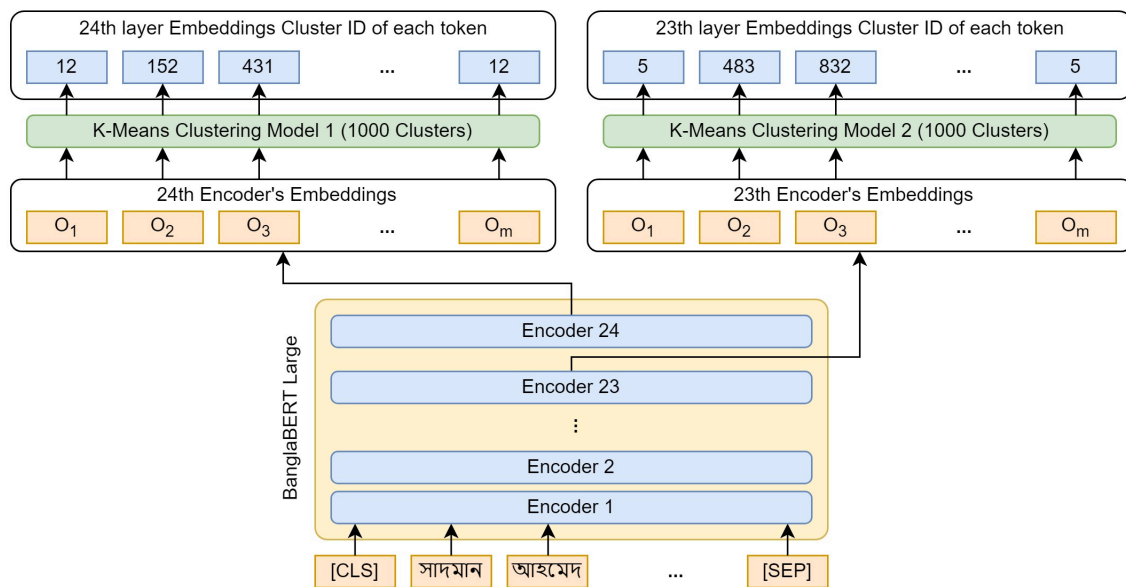 24th layer Embeddings Cluster ID of each token
12 152 431 ... 12
K-Means Clustering Model 1 (1000 Clusters)
24th Encoder's Embeddings
O1 O2 O3 ... Om
23th layer Embeddings Cluster ID of each token
5 483 832 ... 5
K-Means Clustering Model 2 (1000 Clusters)
23th Encoder's Embeddings
O1 O2 O3 ... Om
BanglaBERT Large
Encoder 24
Encoder 23
...
Encoder 2
Encoder 1
[CLS] সাদমান আহমেদ ... [SEP]